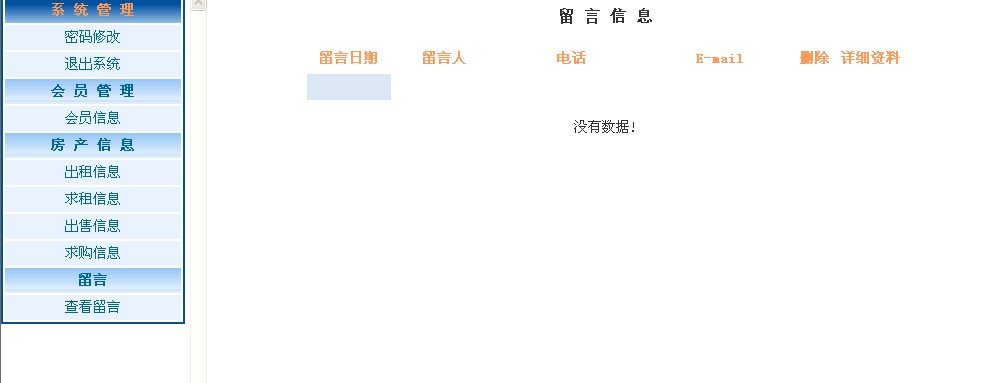 系 统 管 理
密码修改
退出系统
会 员 管 理
会员信息
房 产 信 息
出租信息
求租信息
出售信息
求购信息
留言
查看留言
留 言 信 息
留言日期 留言人 电话 E-mail 删除 详细资料
没有数据!